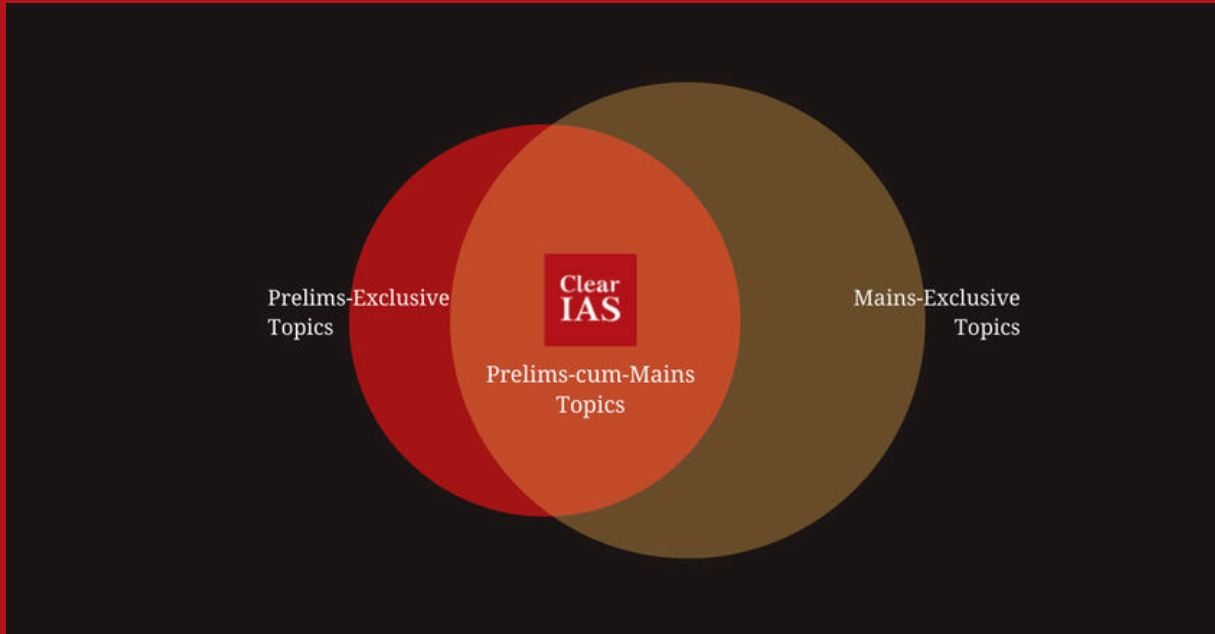 Prelims-Exclusive
Topics
Clear
IAS
Prelims-cum-Mains
Topics
Mains-Exclusive
Topics